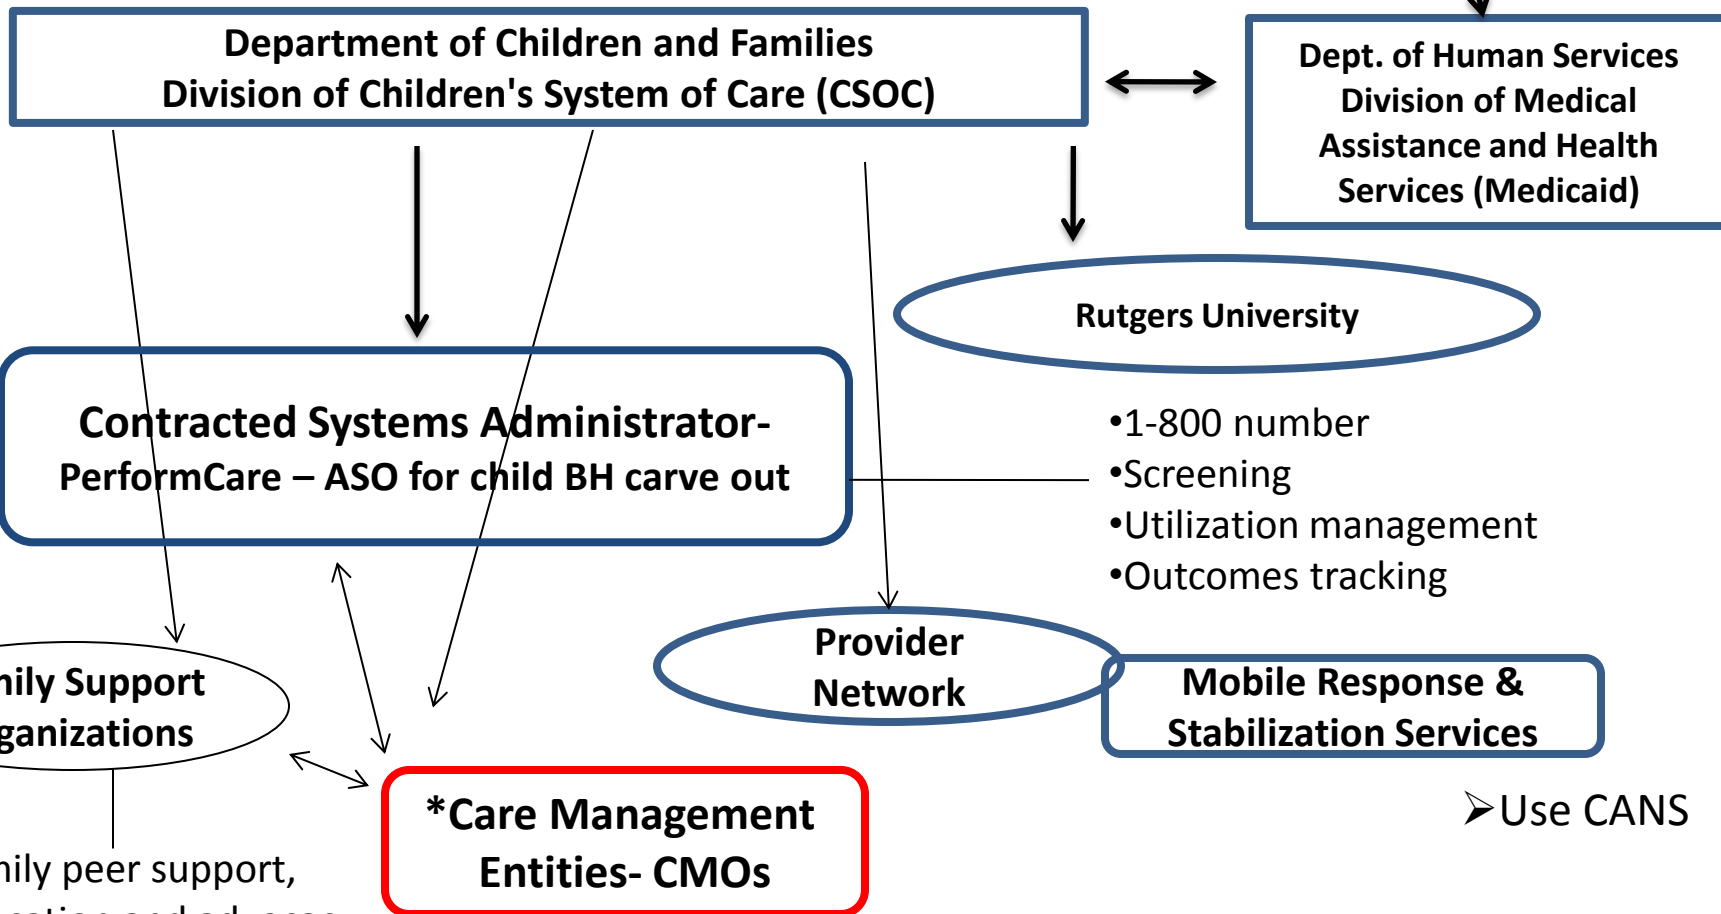 Department of Children and Families
Division of Children's System of Care (CSOC)
Dept. of Human Services
Division of Medical
Assistance and Health
Services (Medicaid)
Rutgers University
Contracted Systems Administrator-
PerformCare – ASO for child BH carve out
•1-800 number
•Screening
•Utilization management
•Outcomes tracking
Provider
Network
Mobile Response &
Stabilization Services
Support
*Care Management
Entities- CMOs
➢Use CANS
peer support,
and